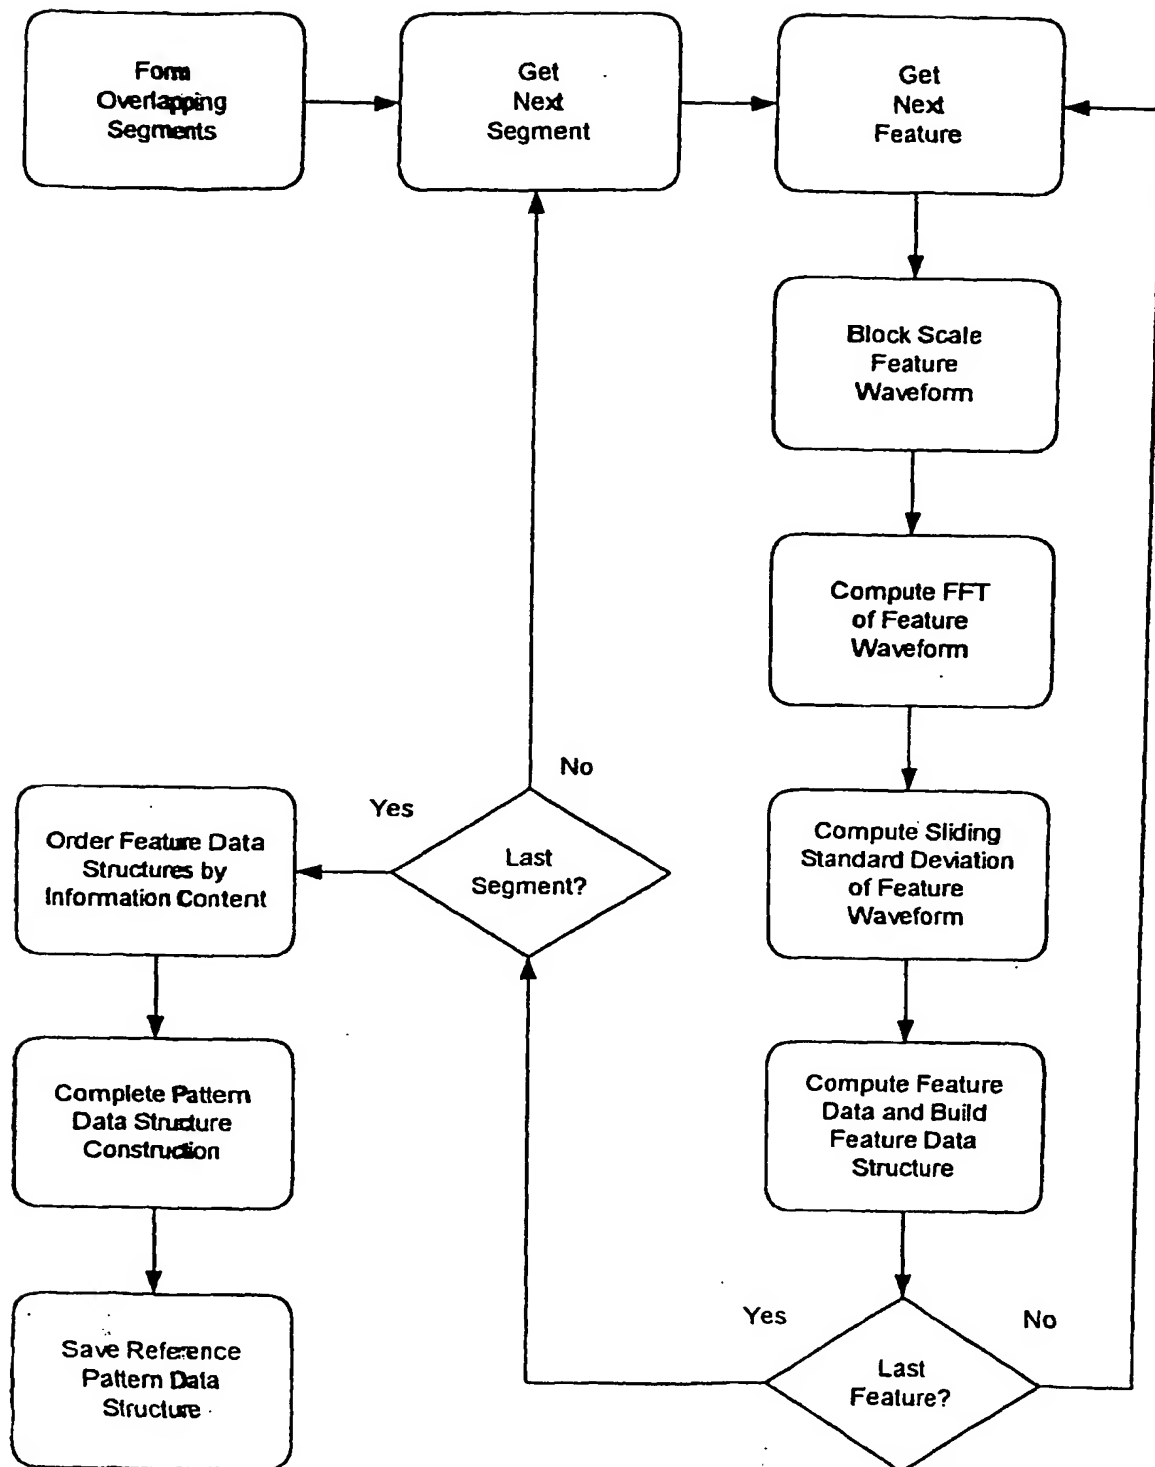 Form
Overlapping
Segments
Get
Next
Segment
Get
Next
Feature
Block Scale
Feature
Waveform
Compute FFT
of Feature
Waveform
Compute Sliding
Standard Deviation
of Feature
Waveform
Compute Feature
Data and Build
Feature Data
Structure
Last
Feature?
Yes
No
Last
Segment?
No
Yes
Order Feature Data
Structures by
Information Content
Complete Pattern
Data Structure
Construction
Save Reference
Pattern Data
Structure